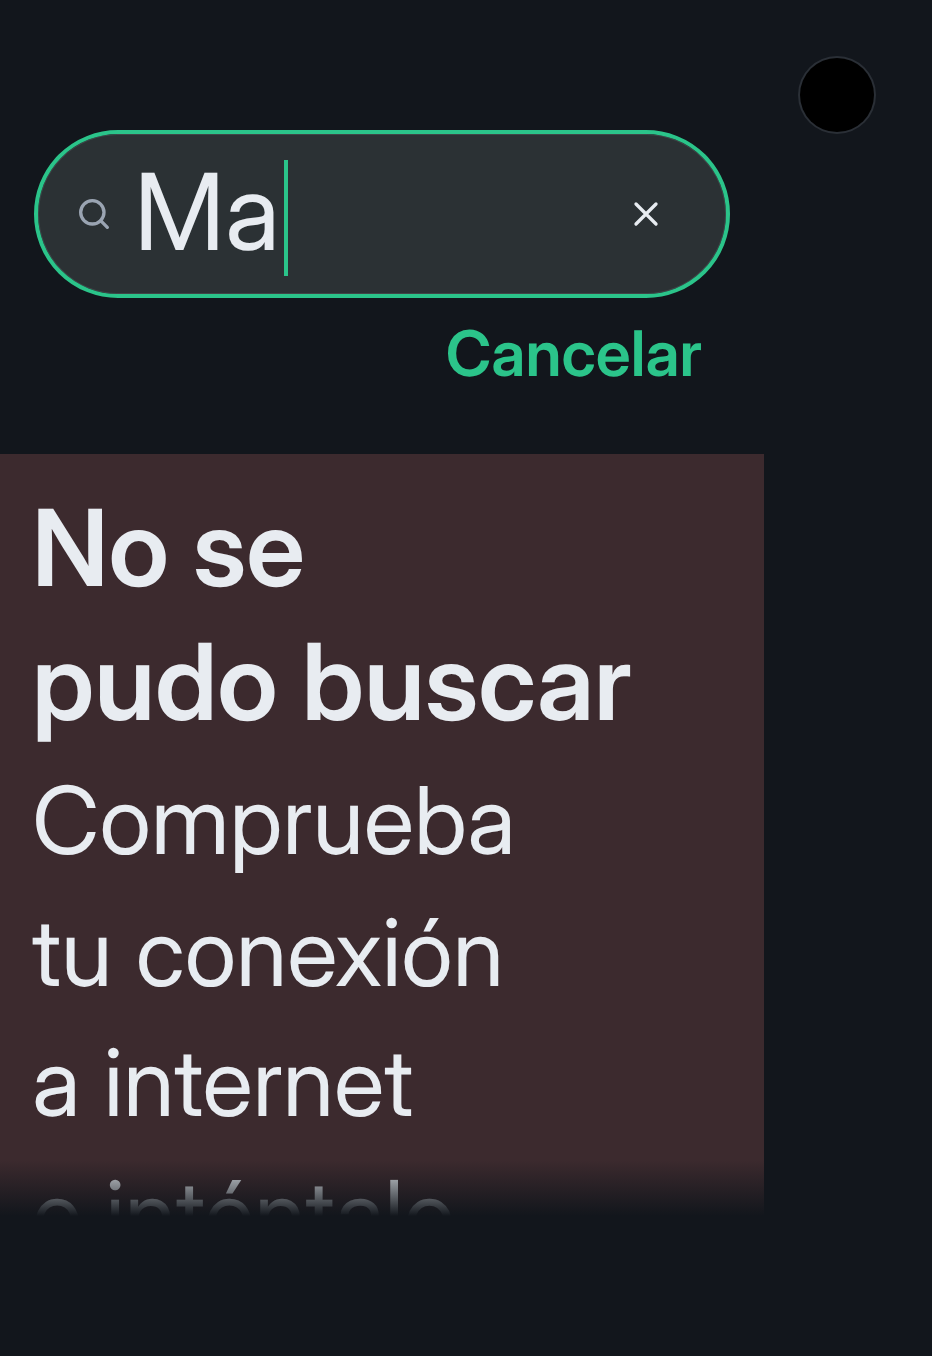 Ma
Cancelar
No se
pudo buscar
Comprueba
tu conexión
a internet